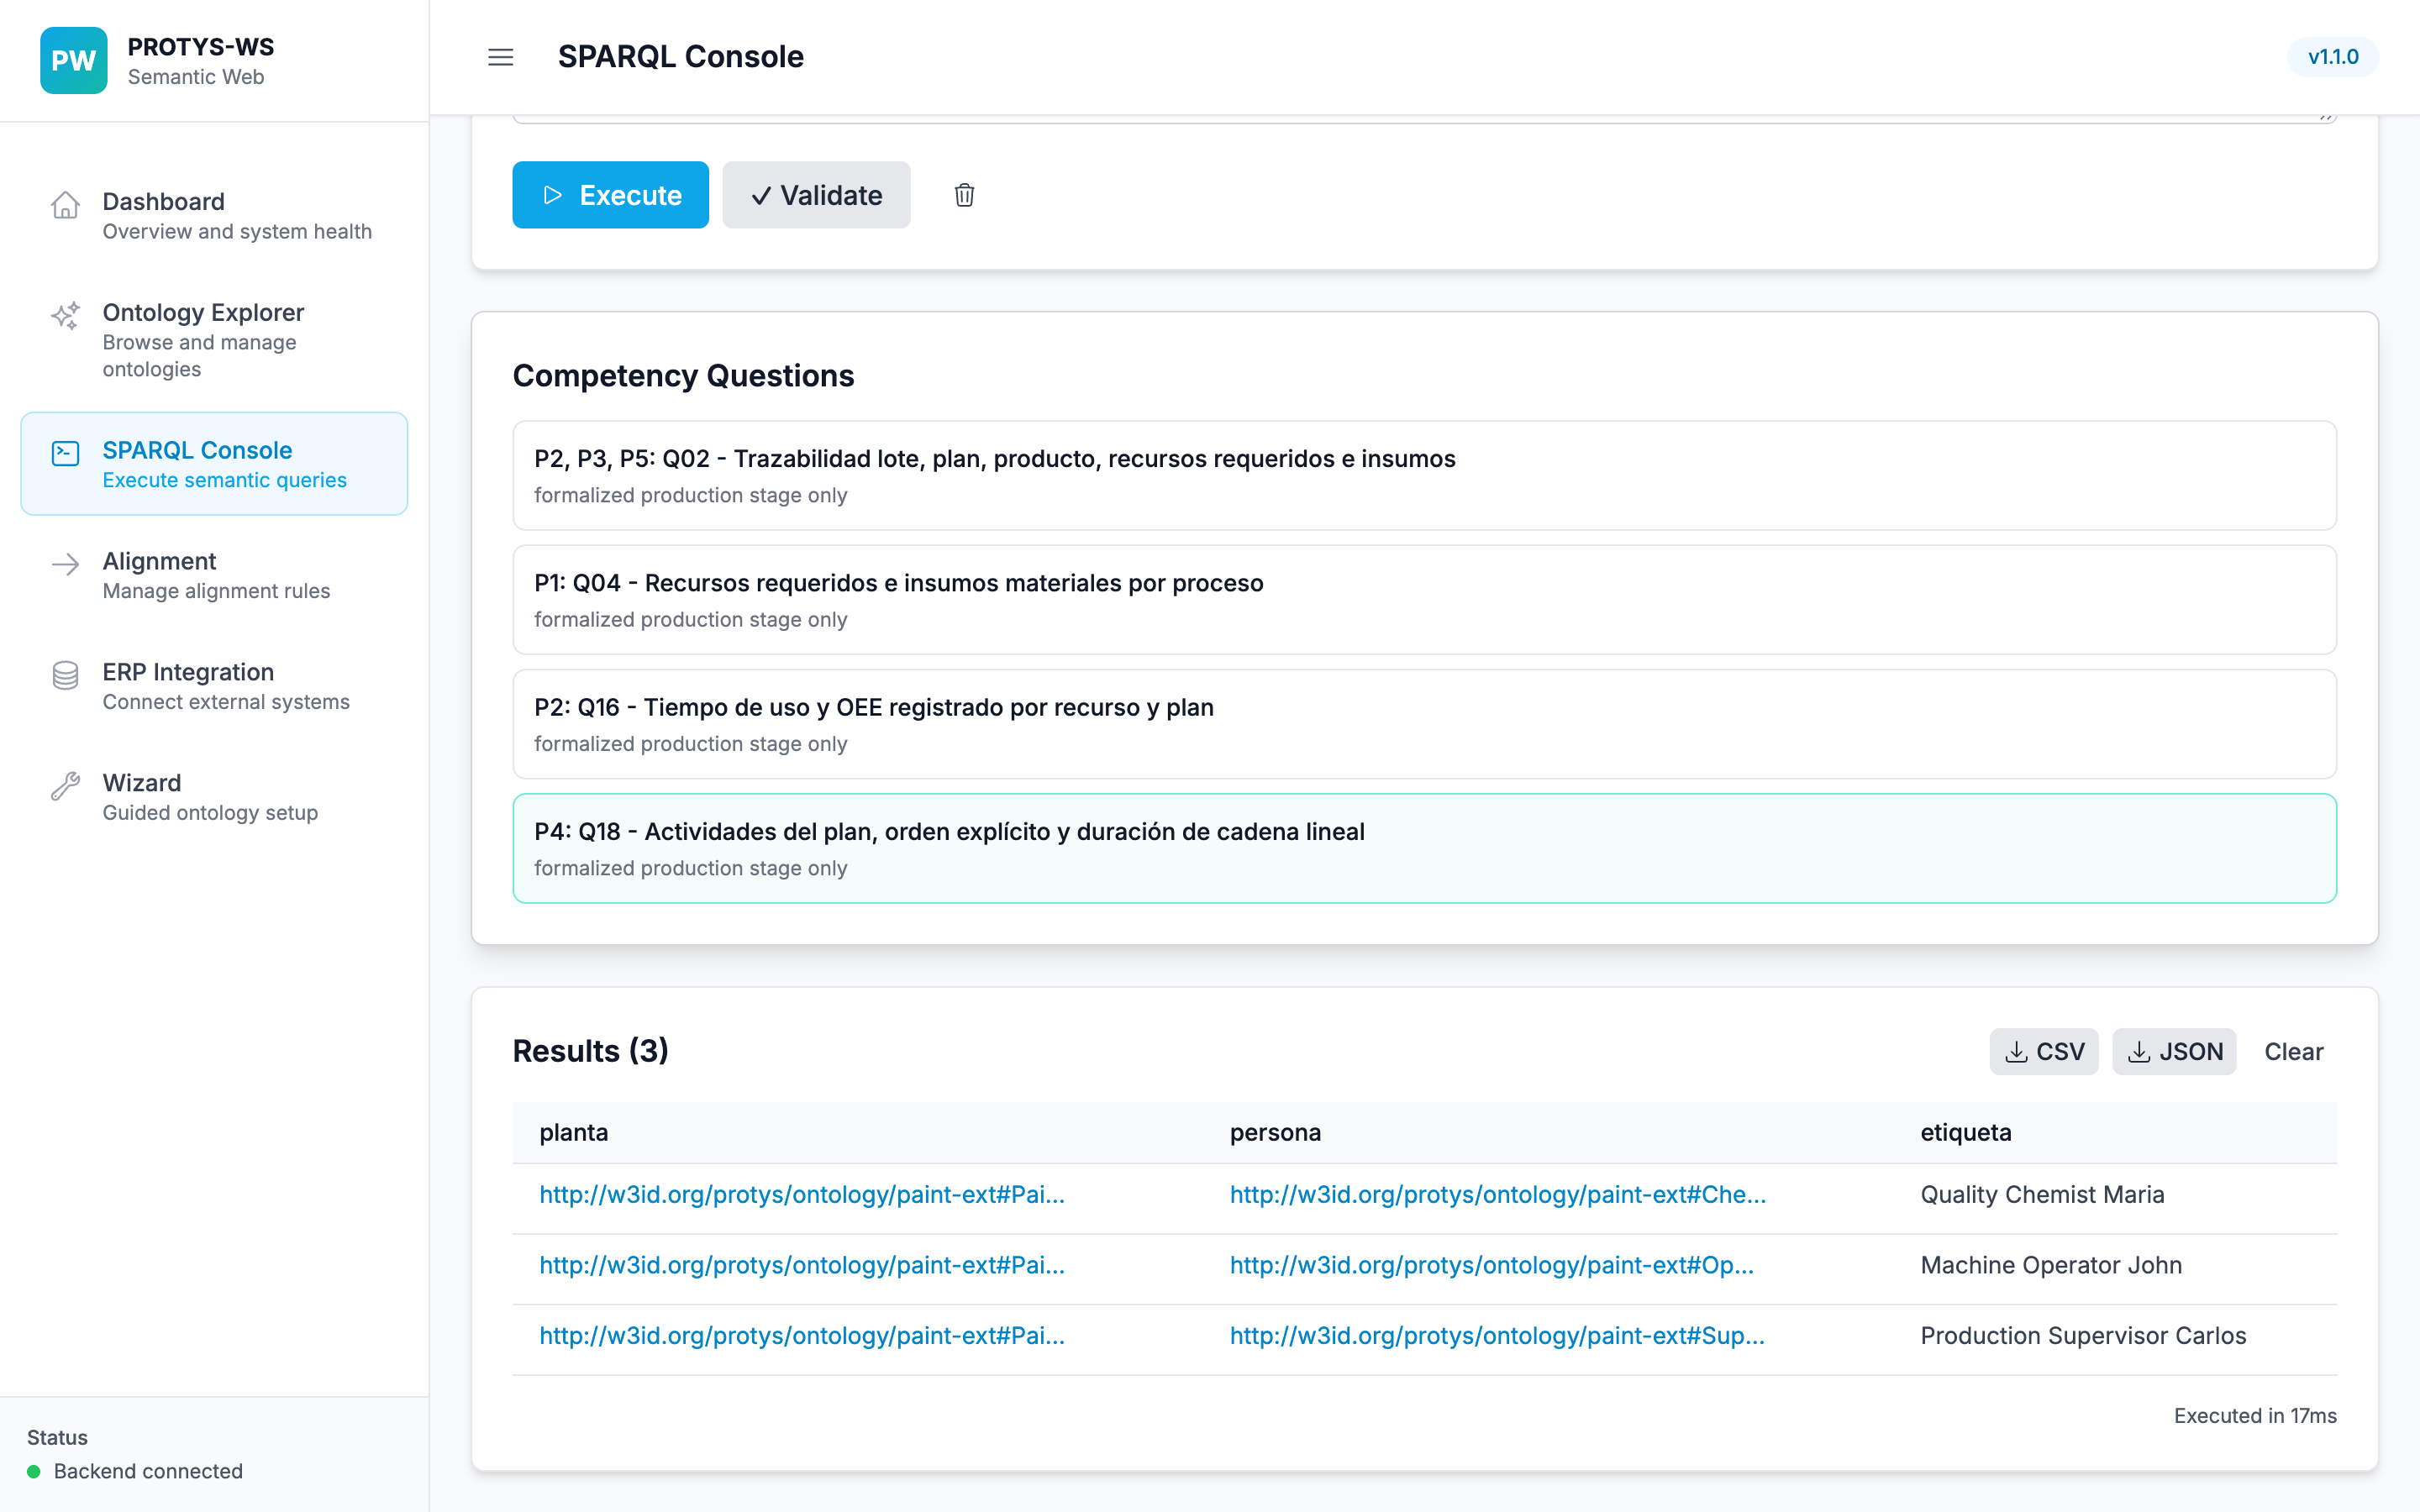 PW
PROTYS-WS
Semantic Web
Dashboard
Overview and system health
Ontology Explorer
Browse and manage
ontologies
SPARQL Console
Execute semantic queries
Alignment
Manage alignment rules
ERP Integration
Connect external systems
Wizard
Guided ontology setup
Status
Backend connected
SPARQL Console
v1.1.0
Execute
Validate
Competency Questions
P2, P3, P5: Q02 - Trazabilidad lote, plan, producto, recursos requeridos e insumos
formalized production stage only
P1: Q04 - Recursos requeridos e insumos materiales por proceso
formalized production stage only
P2: Q16 - Tiempo de uso y OEE registrado por recurso y plan
formalized production stage only
P4: Q18 - Actividades del plan, orden explícito y duración de cadena lineal
formalized production stage only
Results (3)
CSV
JSON
Clear
planta persona etiqueta
http://w3id.org/protys/ontology/paint-ext#Pai... http://w3id.org/protys/ontology/paint-ext#Che... Quality Chemist Maria
http://w3id.org/protys/ontology/paint-ext#Pai... http://w3id.org/protys/ontology/paint-ext#Op... Machine Operator John
http://w3id.org/protys/ontology/paint-ext#Pai... http://w3id.org/protys/ontology/paint-ext#Sup... Production Supervisor Carlos
Executed in 17ms